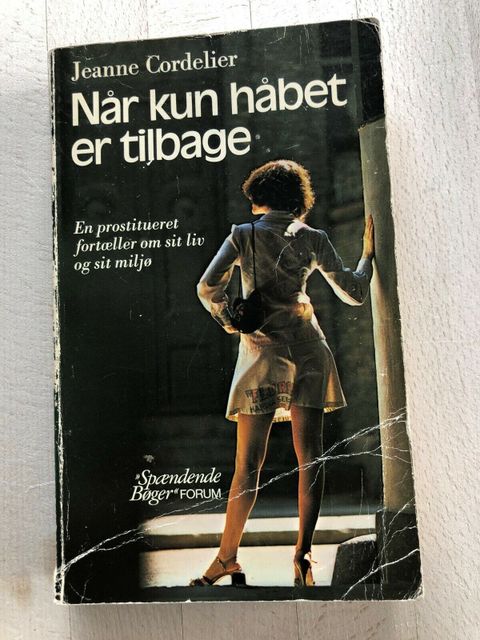 Jeanne Cordelier
Når kun håbet
er tilbage
En prostitueret
fortæller om sit liv
og sit miljø
»Spændende
Bøger« FORUM